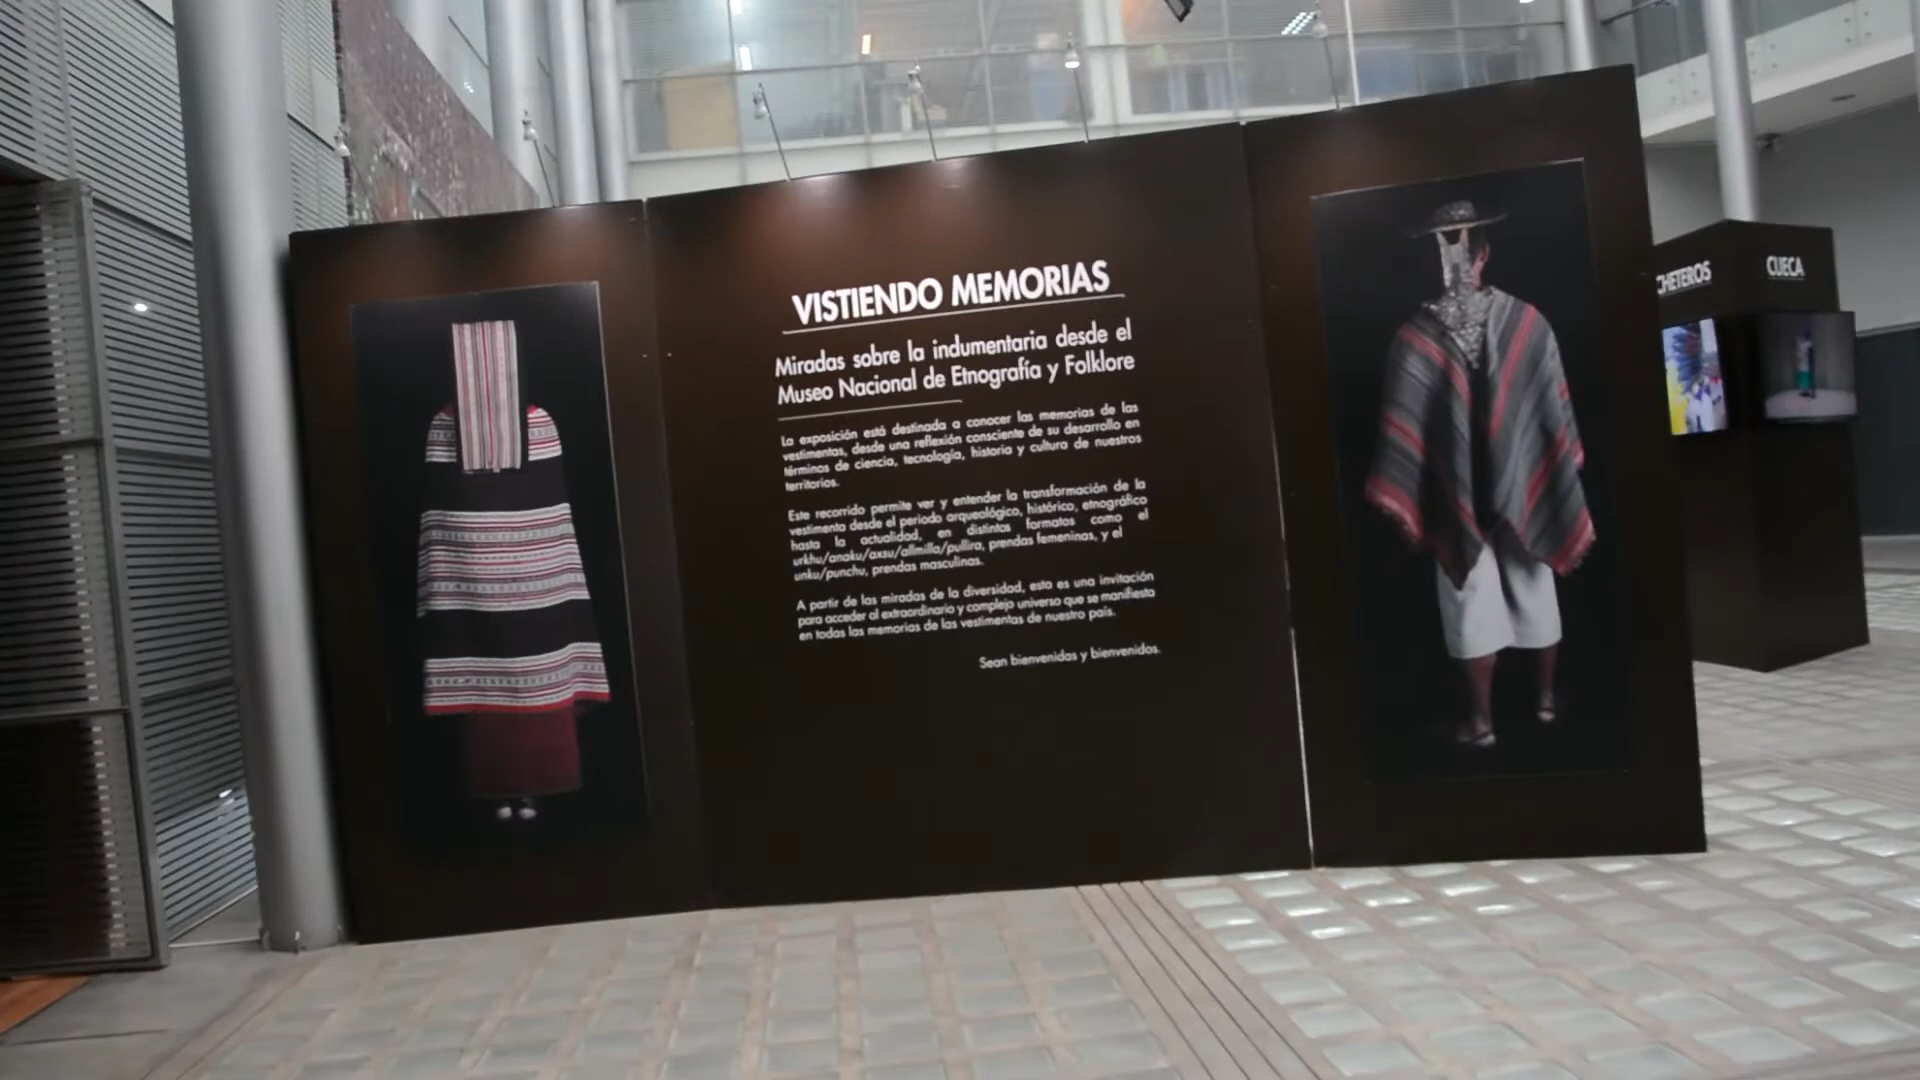 VISTIENDO MEMORIAS
Miradas sobre la indumentaria desde el
Museo Nacional de Etnografía y Folklore
La exposición está destinada a conocer las memorias de las
vestimentas, desde una reflexión consciente de su desarrollo en
términos de ciencia, tecnología, historia y cultura de nuestros
territorios.
Este recorrido permite ver y entender la transformación de la
vestimenta desde el periodo arqueológico, histórico, etnográfico
hasta la actualidad, en distintos formatos como el
urkhu/anaku/axsu/allmilla/pullira, prendas femeninas, y el
unku/punchu, prendas masculinas.
A partir de las miradas de la diversidad, esta es una invitación
para acceder al extraordinario y complejo universo que se manifiesta
en todas las memorias de las vestimentas de nuestro país.
Sean bienvenidas y bienvenidos.
CHETEROS
CUECA